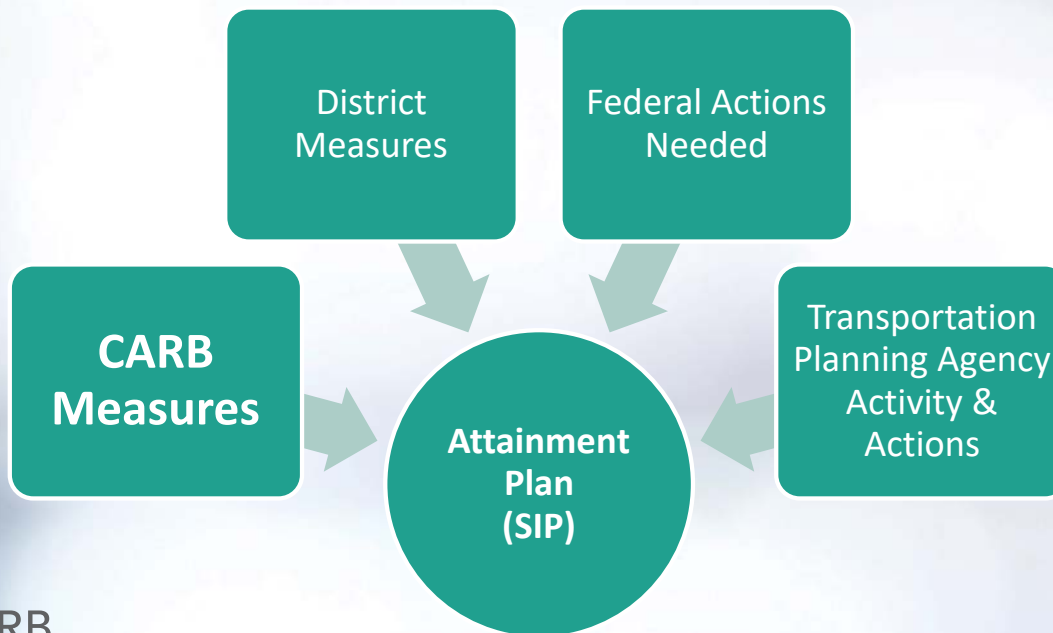 District
Measures
Federal Actions
Needed
CARB
Measures
Transportation
Planning Agency
Activity &
Actions
Attainment
Plan
(SIP)